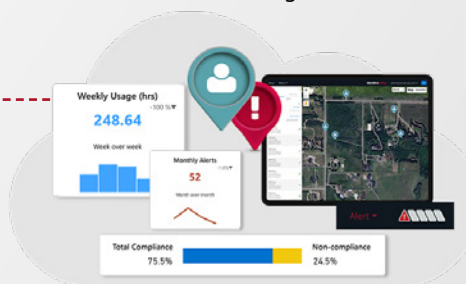 Weekly Usage (hrs)
-100 %▼
248.64
Week over week
Monthly Alerts
52
Month over month
Alert
Total Compliance
75.5%
Non-compliance
24.5%